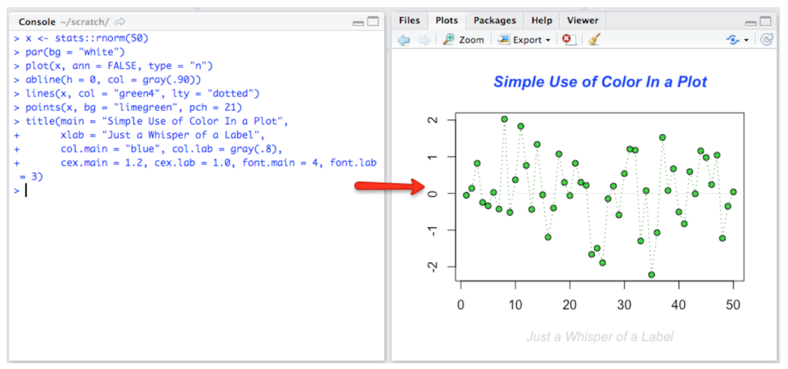 Console ~/scratch/
> x <- stats::rnorm(50)
> par(bg = "white")
> plot(x, ann = FALSE, type = "n")
> abline(h = 0, col = gray(.90))
> lines(x, col = "green4", lty = "dotted")
> points(x, bg = "limegreen", pch = 21)
> title(main = "Simple Use of Color In a Plot",
+ xlab = "Just a Whisper of a Label",
+ col.main = "blue", col.lab = gray(.8),
+ cex.main = 1.2, cex.lab = 1.0, font.main = 4, font.lab
= 3)
>
Files Plots Packages Help Viewer
Zoom Export
Simple Use of Color In a Plot
2
1
0
-1
-2
0 10 20 30 40 50
Just a Whisper of a Label